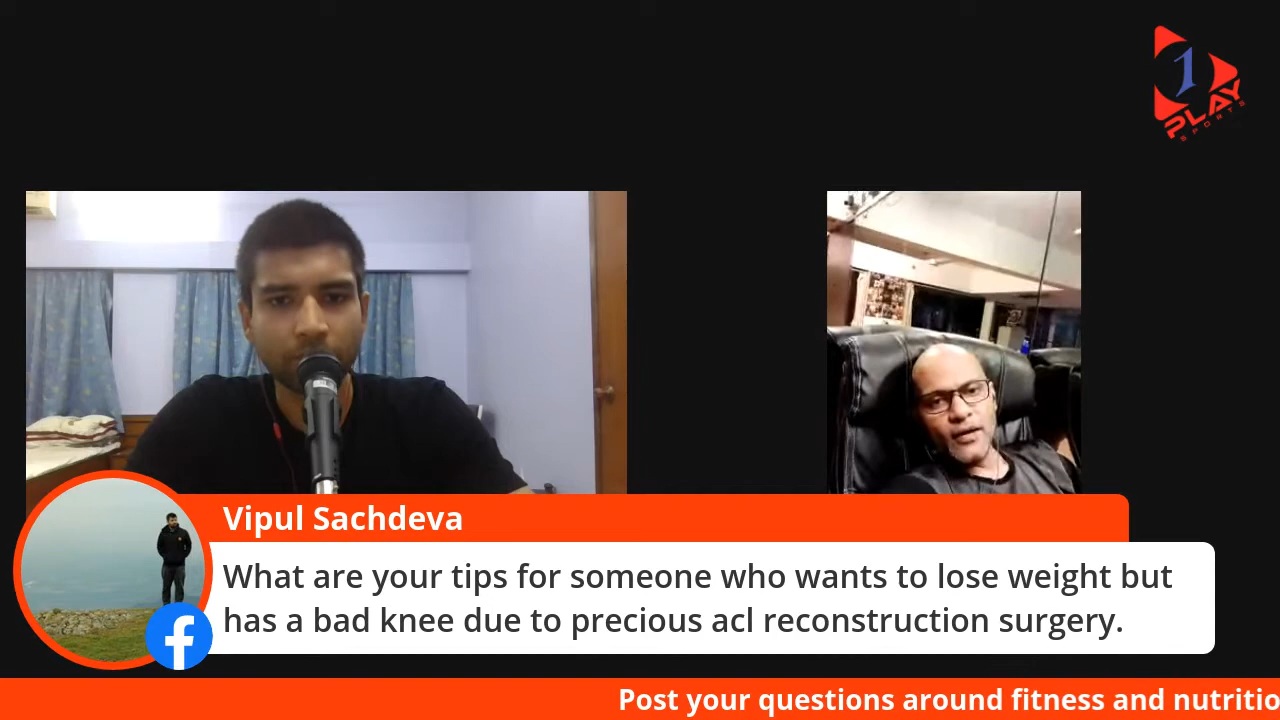 1
PLAY
SPORTS
Vipul Sachdeva
What are your tips for someone who wants to lose weight but
has a bad knee due to precious acl reconstruction surgery.
Post your questions around fitness and nutritio